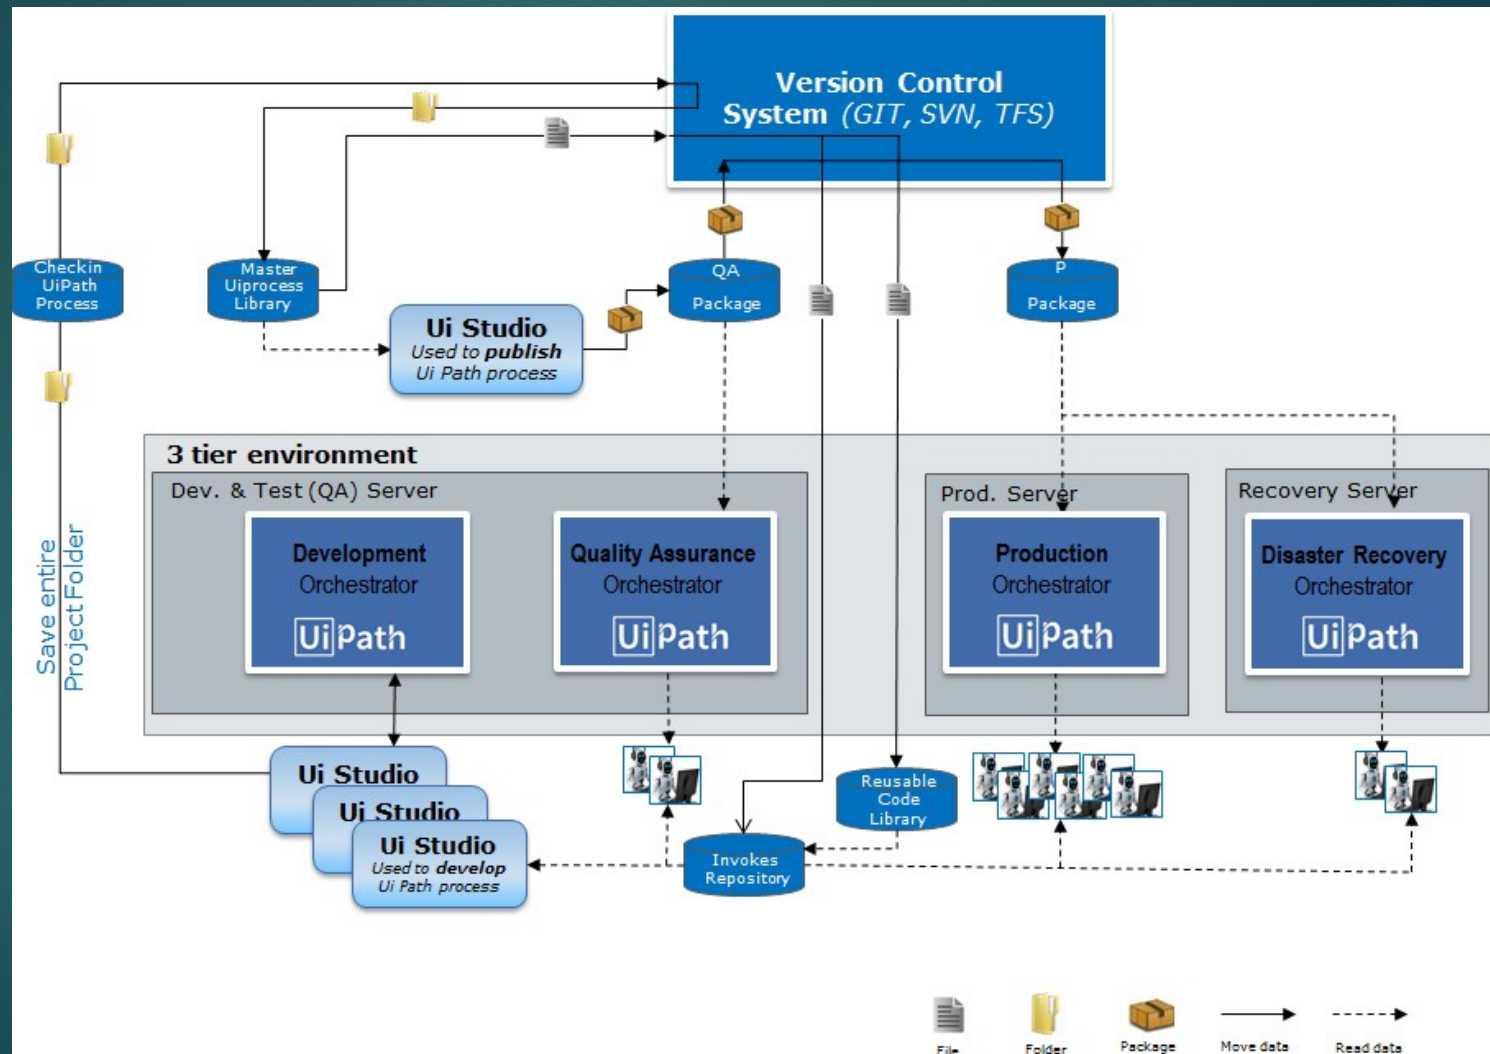 Version Control
System (GIT, SVN, TFS)
Checkin
UiPath
Process
Master
Uiprocess
Library
QA
Package
P
Package
Ui Studio
Used to publish
Ui Path process
Save entire
Project Folder
3 tier environment
Dev. & Test (QA) Server
Prod. Server
Recovery Server
Development
Orchestrator
UiPath
Quality Assurance
Orchestrator
UiPath
Production
Orchestrator
UiPath
Disaster Recovery
Orchestrator
UiPath
Ui Studio
Ui Studio
Ui Studio
Used to develop
Ui Path process
Reusable
Code
Library
Invokes
Repository
File
Folder
Package
Move data
Read data